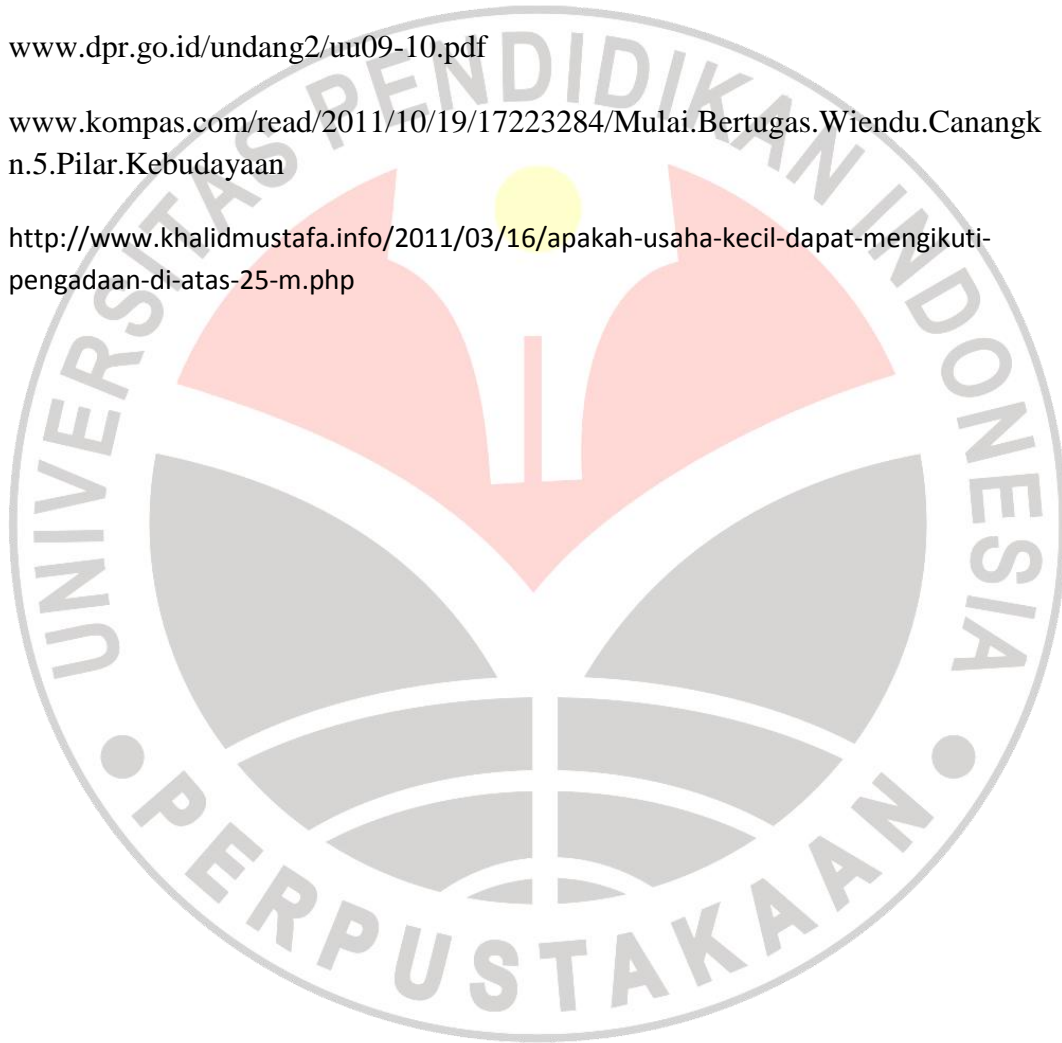 www.dpr.go.id/undang2/uu09-10.pdf
www.kompas.com/read/2011/10/19/17223284/Mulai.Bertugas.Wiendu.Canangk
n.5.Pilar.Kebudayaan
http://www.khalidmustafa.info/2011/03/16/apakah-usaha-kecil-dapat-mengikuti-
pengadaan-di-atas-25-m.php
UNIVERSITAS PENDIDIKAN INDONESIA
PERPUSTAKAAN